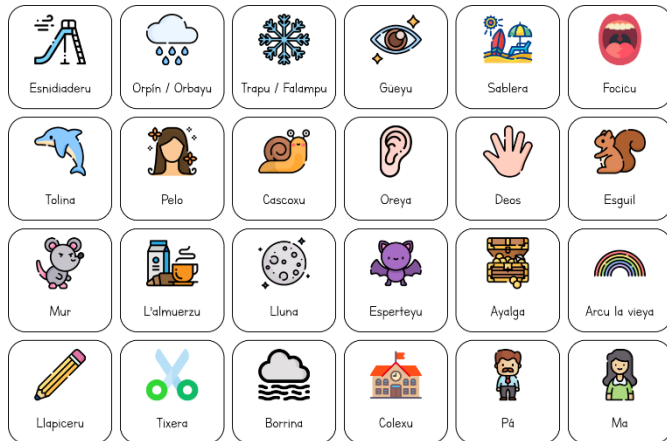 Esnidiaderu
Orpín / Orbayu
Trapu / Falampu
Gueyu
Sablera
Focicu
Tolina
Pelo
Cascoxu
Oreya
Deos
Esguil
Mur
L'almuerzu
Lluna
Esperteyu
Ayalga
Arcu la vieya
Llapiceru
Tixera
Borrina
Colexu
Pá
Ma